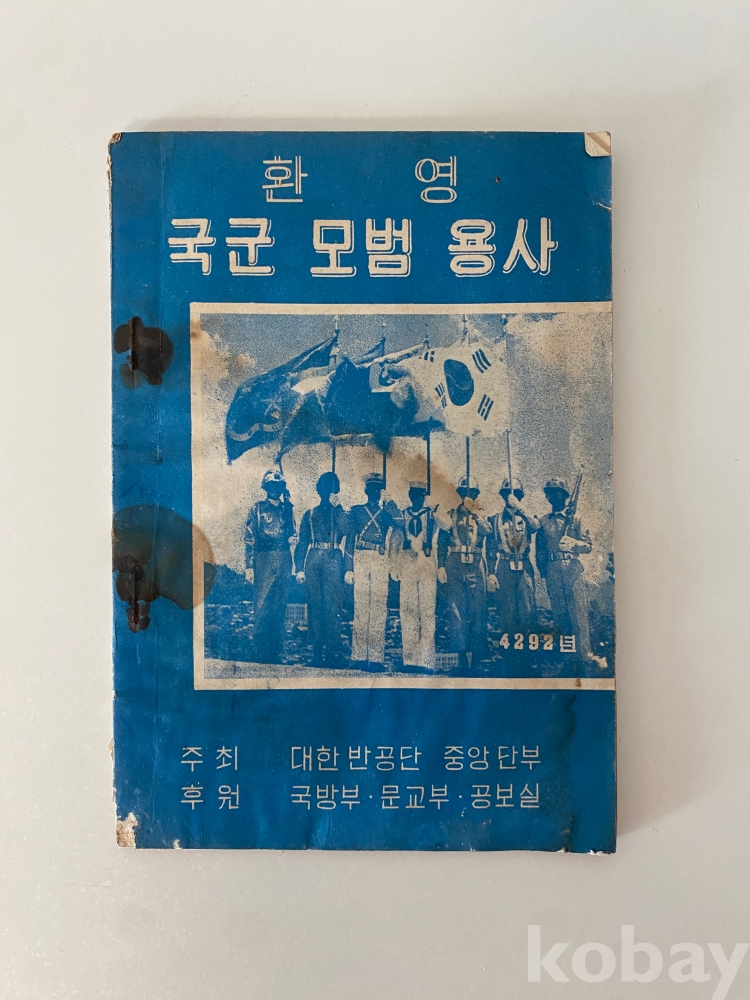 환 영
국군 모범 용사
4292년
주최 대한반공단 중앙단부
후원 국방부·문교부·공보실
kobay